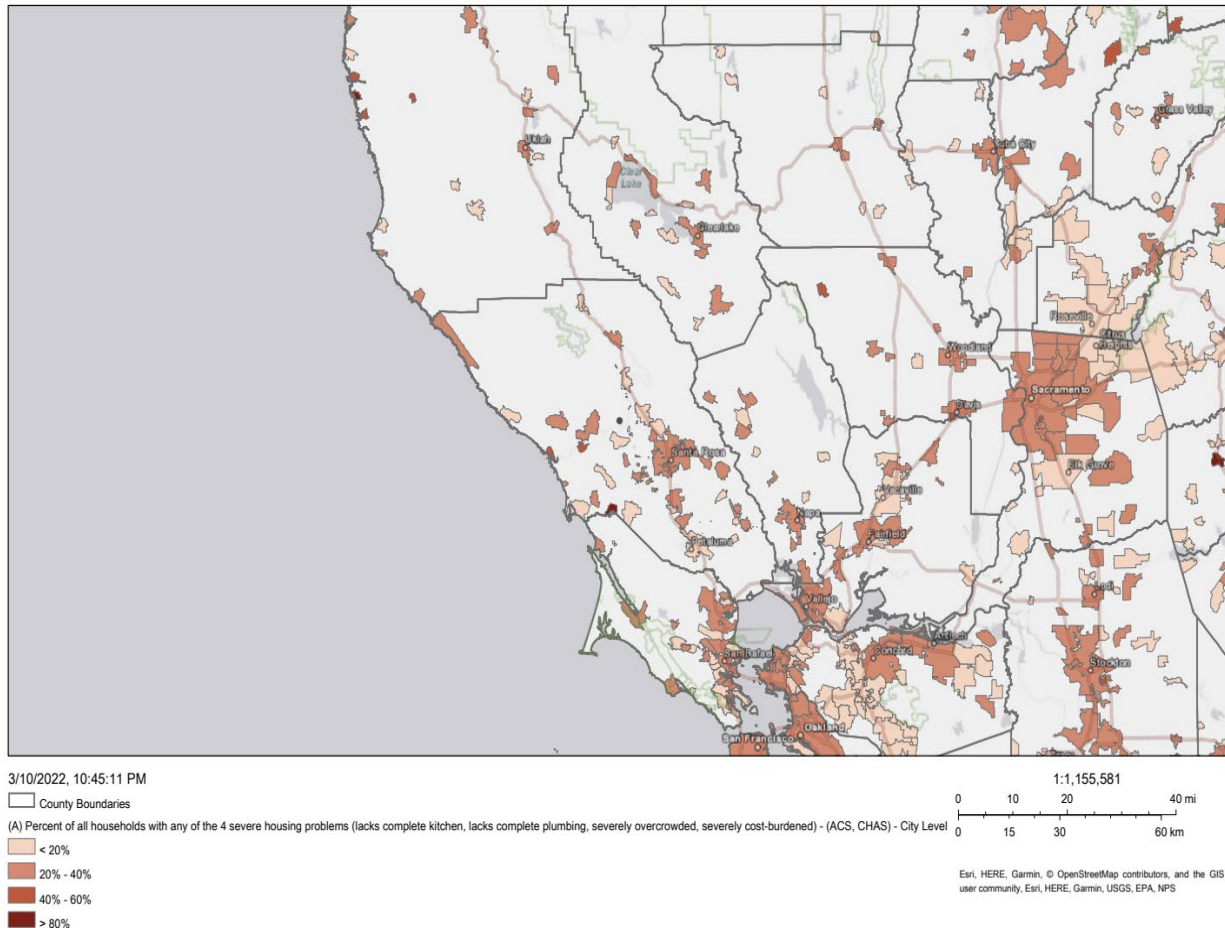 Grass Valley
Ukiah
Yuba City
Clear
Lake
Clearlake
Roseville
Citrus
Heights
Woodland
Sacramento
Davis
Santa Rosa
Elk Grove
Vacaville
Napa
Fairfield
Petaluma
Lodi
Vallejo
Antioch
San Rafael
Concord
Stockton
Oakland
San Francisco
3/10/2022, 10:45:11 PM
1:1,155,581
County Boundaries
0 10 20 40 mi
0 15 30 60 km
(A) Percent of all households with any of the 4 severe housing problems (lacks complete kitchen, lacks complete plumbing, severely overcrowded, severely cost-burdened) - (ACS, CHAS) - City Level
< 20%
20% - 40%
40% - 60%
> 80%
Esri, HERE, Garmin, © OpenStreetMap contributors, and the GIS
user community, Esri, HERE, Garmin, USGS, EPA, NPS